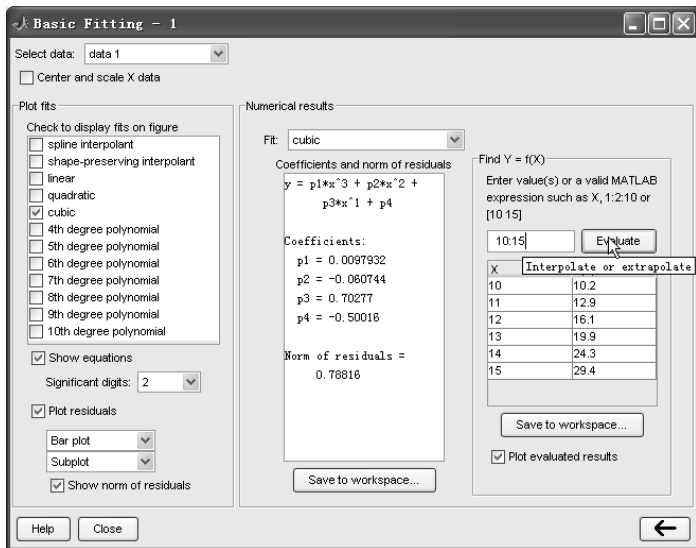 Basic Fitting - 1
Select data: data 1
Center and scale X data
Plot fits
Check to display fits on figure
spline interpolant
shape-preserving interpolant
linear
quadratic
cubic
4th degree polynomial
5th degree polynomial
6th degree polynomial
7th degree polynomial
8th degree polynomial
9th degree polynomial
10th degree polynomial
Show equations
Significant digits: 2
Plot residuals
Bar plot
Subplot
Show norm of residuals
Numerical results
Fit: cubic
Coefficients and norm of residuals
y = p1*x^3 + p2*x^2 +
p3*x^1 + p4
Coefficients:
p1 = 0.0097932
p2 = -0.060744
p3 = 0.70277
p4 = -0.50016
Norm of residuals =
0.78816
Save to workspace...
Find Y = f(X)
Enter value(s) or a valid MATLAB
expression such as X, 1:2:10 or
[10 15]
10:15 Evaluate
Interpolate or extrapolate
X
10 10.2
11 12.9
12 16.1
13 19.9
14 24.3
15 29.4
Save to workspace...
Plot evaluated results
Help Close